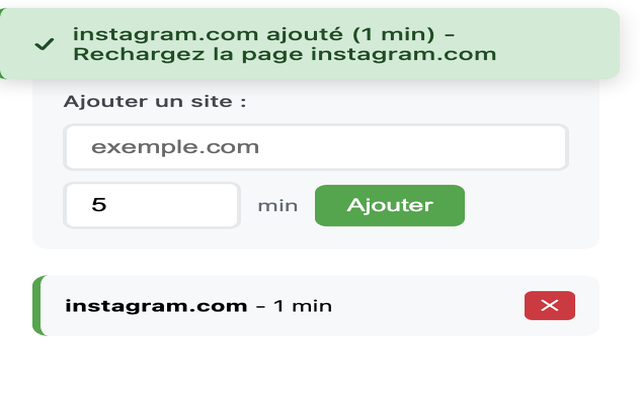 instagram.com ajouté (1 min) -
Rechargez la page instagram.com
Ajouter un site :
exemple.com
5
min
Ajouter
instagram.com - 1 min